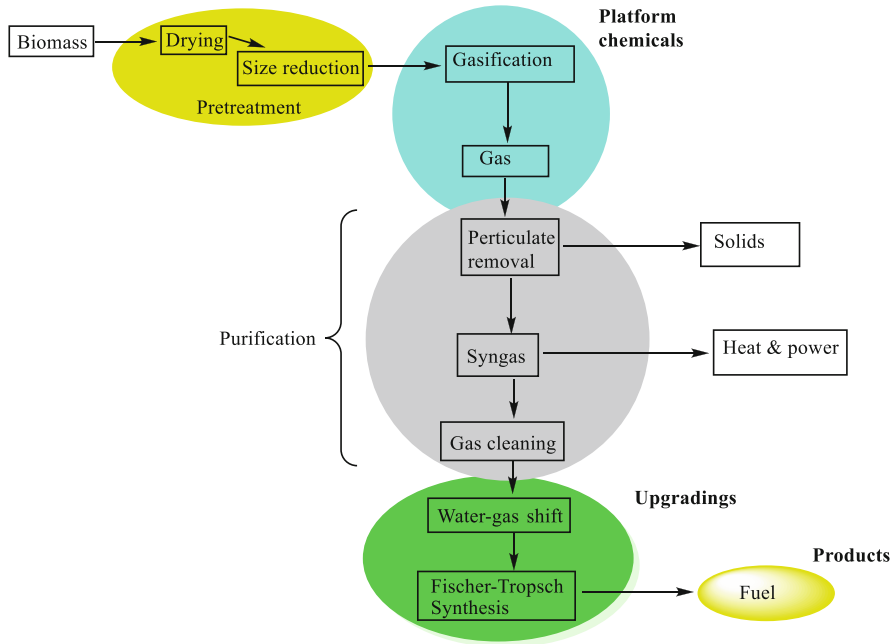 Platform
chemicals
Biomass
Drying
Size reduction
Pretreatment
Gasification
Gas
Perticulate
removal
Solids
Purification
Syngas
Heat & power
Gas cleaning
Upgradings
Water-gas shift
Products
Fischer-Tropsch
Synthesis
Fuel